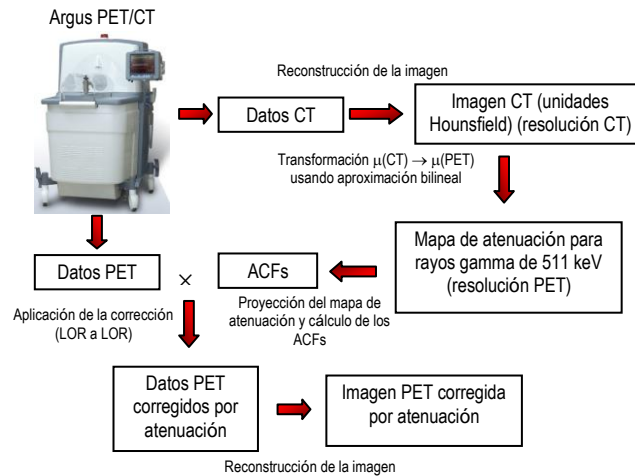 Argus PET/CT
Reconstrucción de la imagen
Datos CT
Imagen CT (unidades
Hounsfield) (resolución CT)
Transformación μ(CT) → μ(PET)
usando aproximación bilineal
Mapa de atenuación para
rayos gamma de 511 keV
(resolución PET)
Datos PET
×
ACFs
Proyección del mapa de
atenuación y cálculo de los
ACFs
Aplicación de la corrección
(LOR a LOR)
Datos PET
corregidos por
atenuación
Imagen PET corregida
por atenuación
Reconstrucción de la imagen